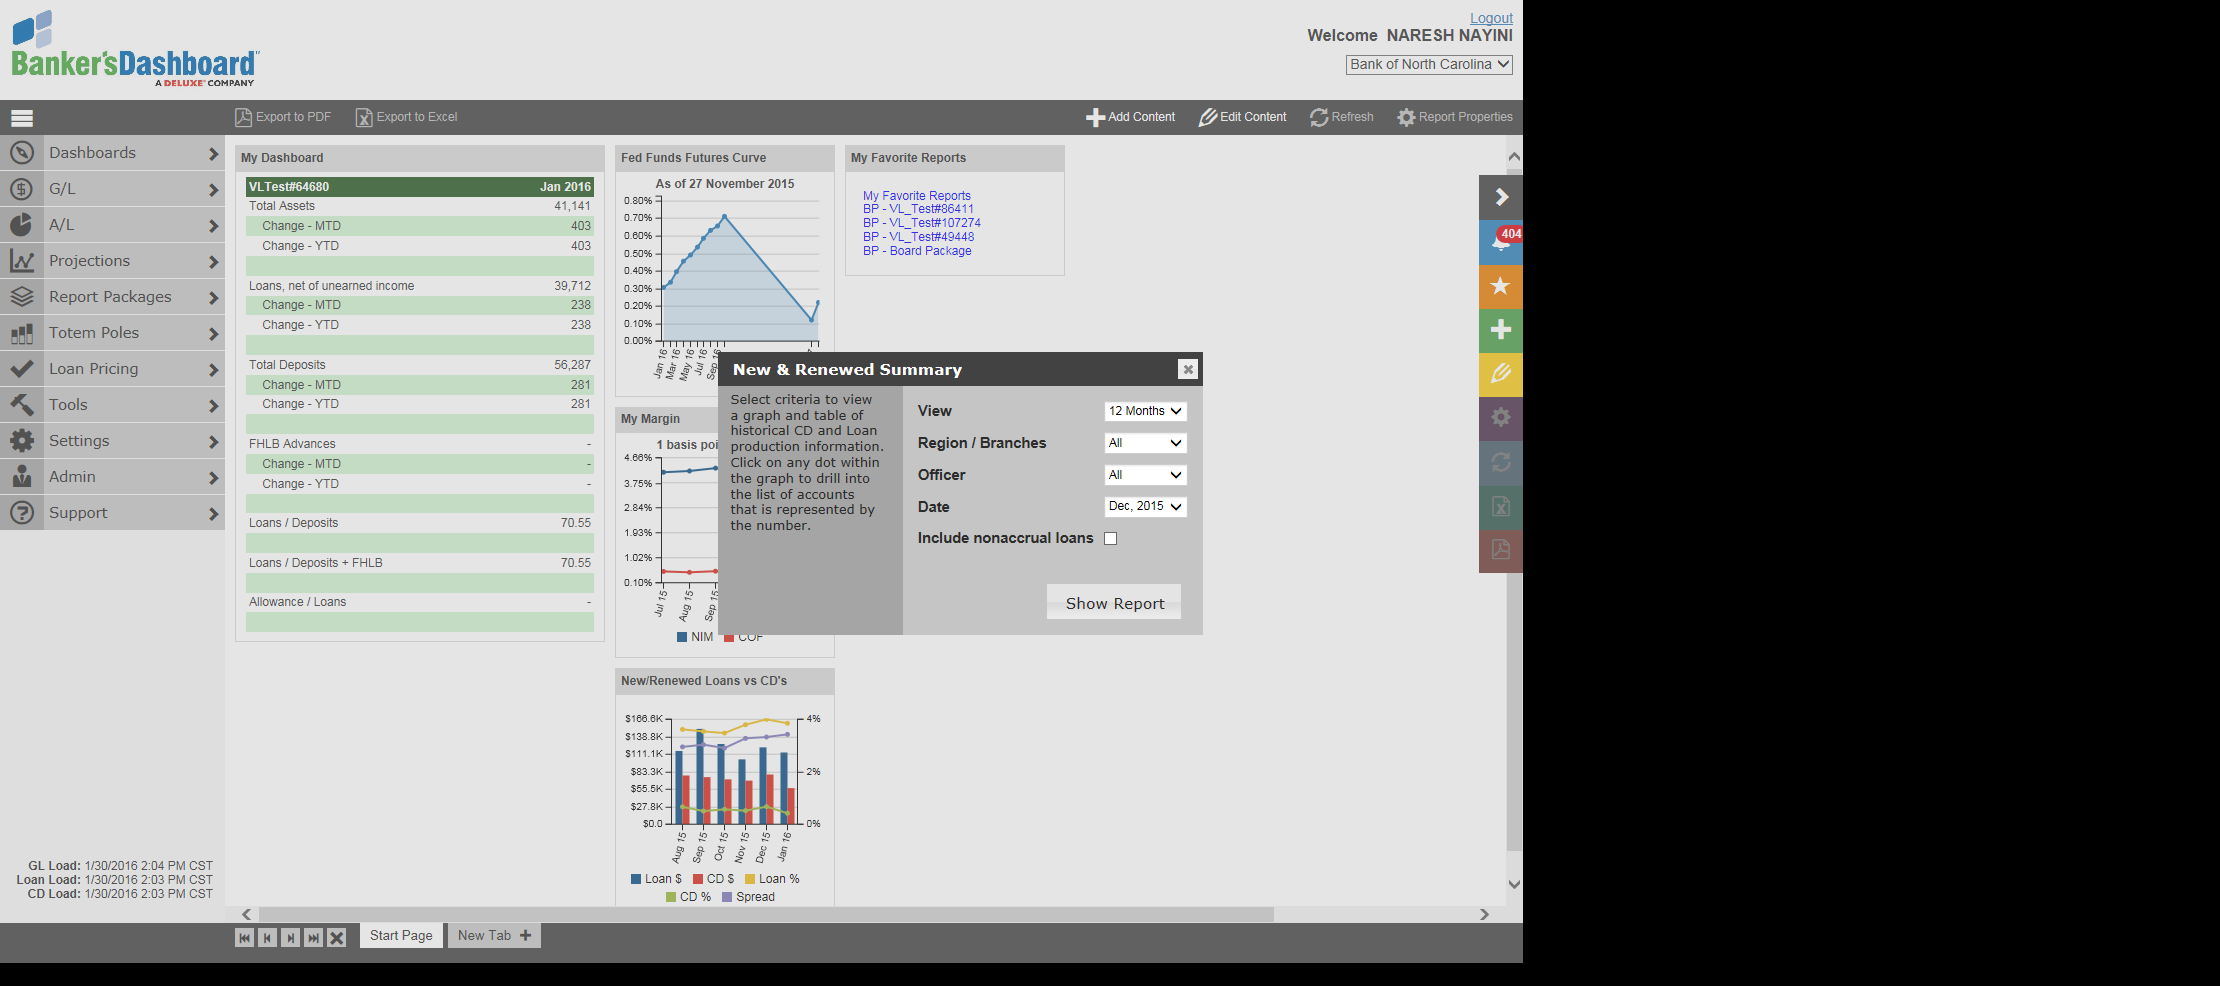 Banker'sDashboard
A DELUXE COMPANY
Logout
Welcome NARESH NAYINI
Bank of North Carolina
Export to PDF
Export to Excel
Add Content
Edit Content
Refresh
Report Properties
Dashboards
G/L
A/L
Projections
Report Packages
Totem Poles
Loan Pricing
Tools
Settings
Admin
Support
GL Load: 1/30/2016 2:04 PM CST
Loan Load: 1/30/2016 2:03 PM CST
CD Load: 1/30/2016 2:03 PM CST
My Dashboard
VLTest#64680 Jan 2016
Total Assets 41,141
Change - MTD 403
Change - YTD 403
Loans, net of unearned income 39,712
Change - MTD 238
Change - YTD 238
Total Deposits 56,287
Change - MTD 281
Change - YTD 281
FHLB Advances -
Change - MTD -
Change - YTD -
Loans / Deposits 70.55
Loans / Deposits + FHLB 70.55
Allowance / Loans -
Fed Funds Futures Curve
As of 27 November 2015
0.80%
0.70%
0.60%
0.50%
0.40%
0.30%
0.20%
0.10%
0.00%
Jan 16
Mar 16
May 16
Jul 16
Sep
My Margin
1 basis poi
4.66%
3.75%
2.84%
1.93%
1.02%
0.10%
Jul 15
Aug 15
Sep 15
NIM
COF
New/Renewed Loans vs CD's
$166.6K
$138.8K
$111.1K
$83.3K
$55.5K
$27.8K
$0.0
4%
2%
0%
Aug 15
Sep 15
Oct 15
Nov 15
Dec 15
Jan 16
Loan $ CD $ Loan %
CD % Spread
My Favorite Reports
My Favorite Reports
BP - VL_Test#86411
BP - VL_Test#107274
BP - VL_Test#49448
BP - Board Package
404
New & Renewed Summary
Select criteria to view
a graph and table of
historical CD and Loan
production information.
Click on any dot within
the graph to drill into
the list of accounts
that is represented by
the number.
View 12 Months
Region / Branches All
Officer All
Date Dec, 2015
Include nonaccrual loans
Show Report
Start Page
New Tab